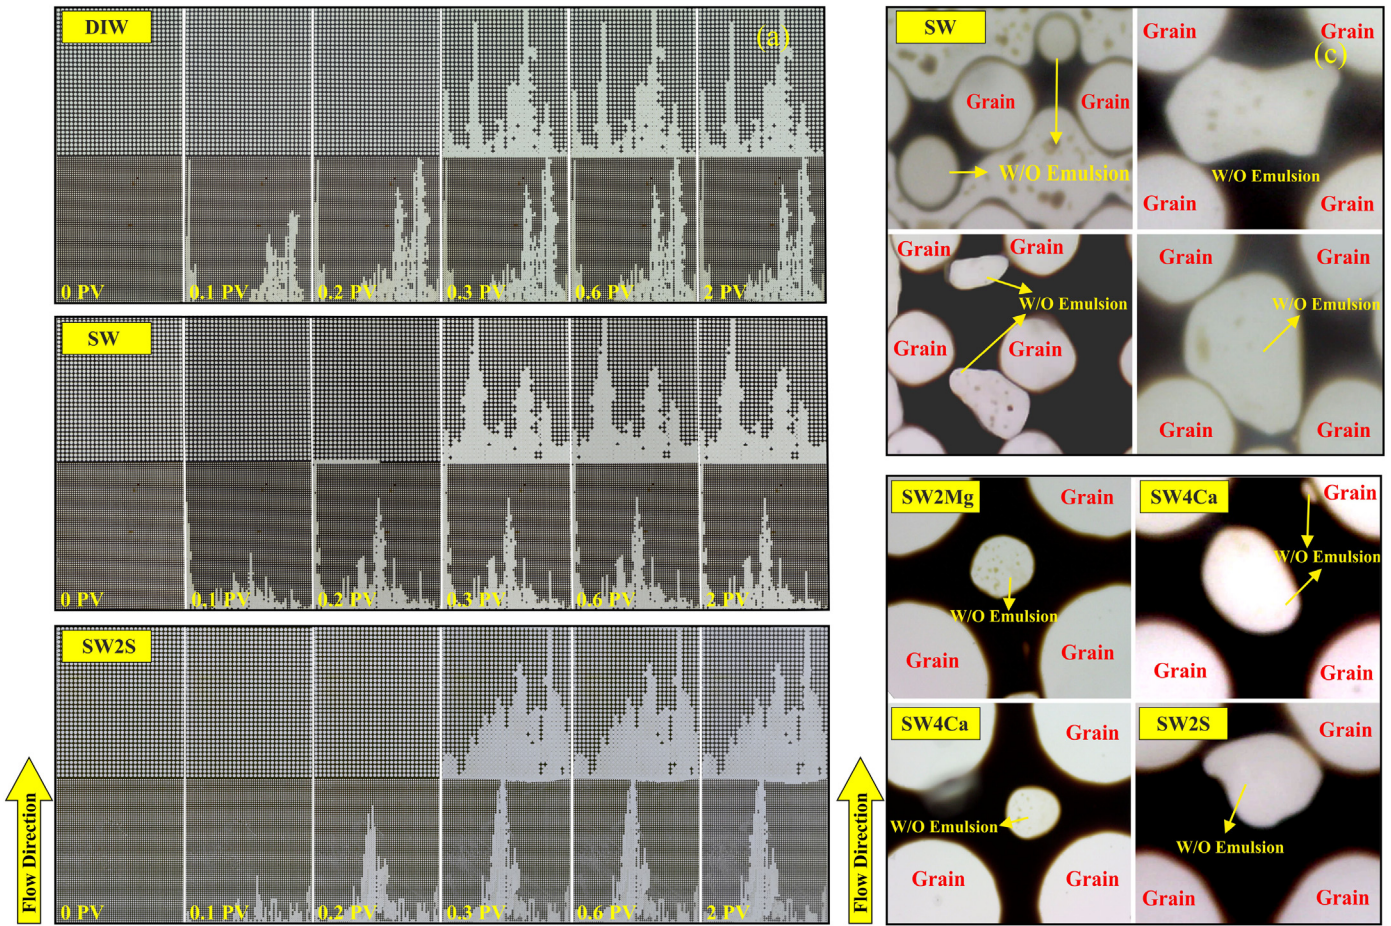 DIW
(a)
0 PV
0.1 PV
0.2 PV
0.3 PV
0.6 PV
2 PV
SW
0 PV
0.1 PV
0.2 PV
0.3 PV
0.6 PV
2 PV
SW2S
0 PV
0.1 PV
0.2 PV
0.3 PV
0.6 PV
2 PV
Flow Direction
SW
Grain
Grain
W/O Emulsion
Grain
Grain
(c)
W/O Emulsion
Grain
Grain
Grain
Grain
W/O Emulsion
Grain
Grain
Grain
Grain
W/O Emulsion
Grain
Grain
SW2Mg
Grain
W/O Emulsion
Grain
Grain
SW4Ca
Grain
W/O Emulsion
Grain
Grain
SW4Ca
Grain
W/O Emulsion
Grain
Grain
SW2S
Grain
W/O Emulsion
Grain
Grain
Flow Direction